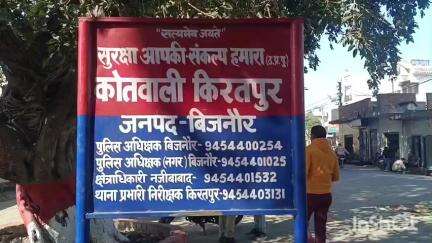 "सत्यमेव जयते"
सुरक्षा आपकी-संकल्प हमारा (उ.प्र.पु.)
कोतवाली किरतपुर
जनपद-बिजनौर
पुलिस अधिक्षक बिजनौर- 9454400254
पुलिस अधिक्षक (नगर) बिजनौर-9454401025
क्षेत्राधिकारी नजीबाबाद- 9454401532
थाना प्रभारी निरीक्षक किरतपुर-9454403131
jashor